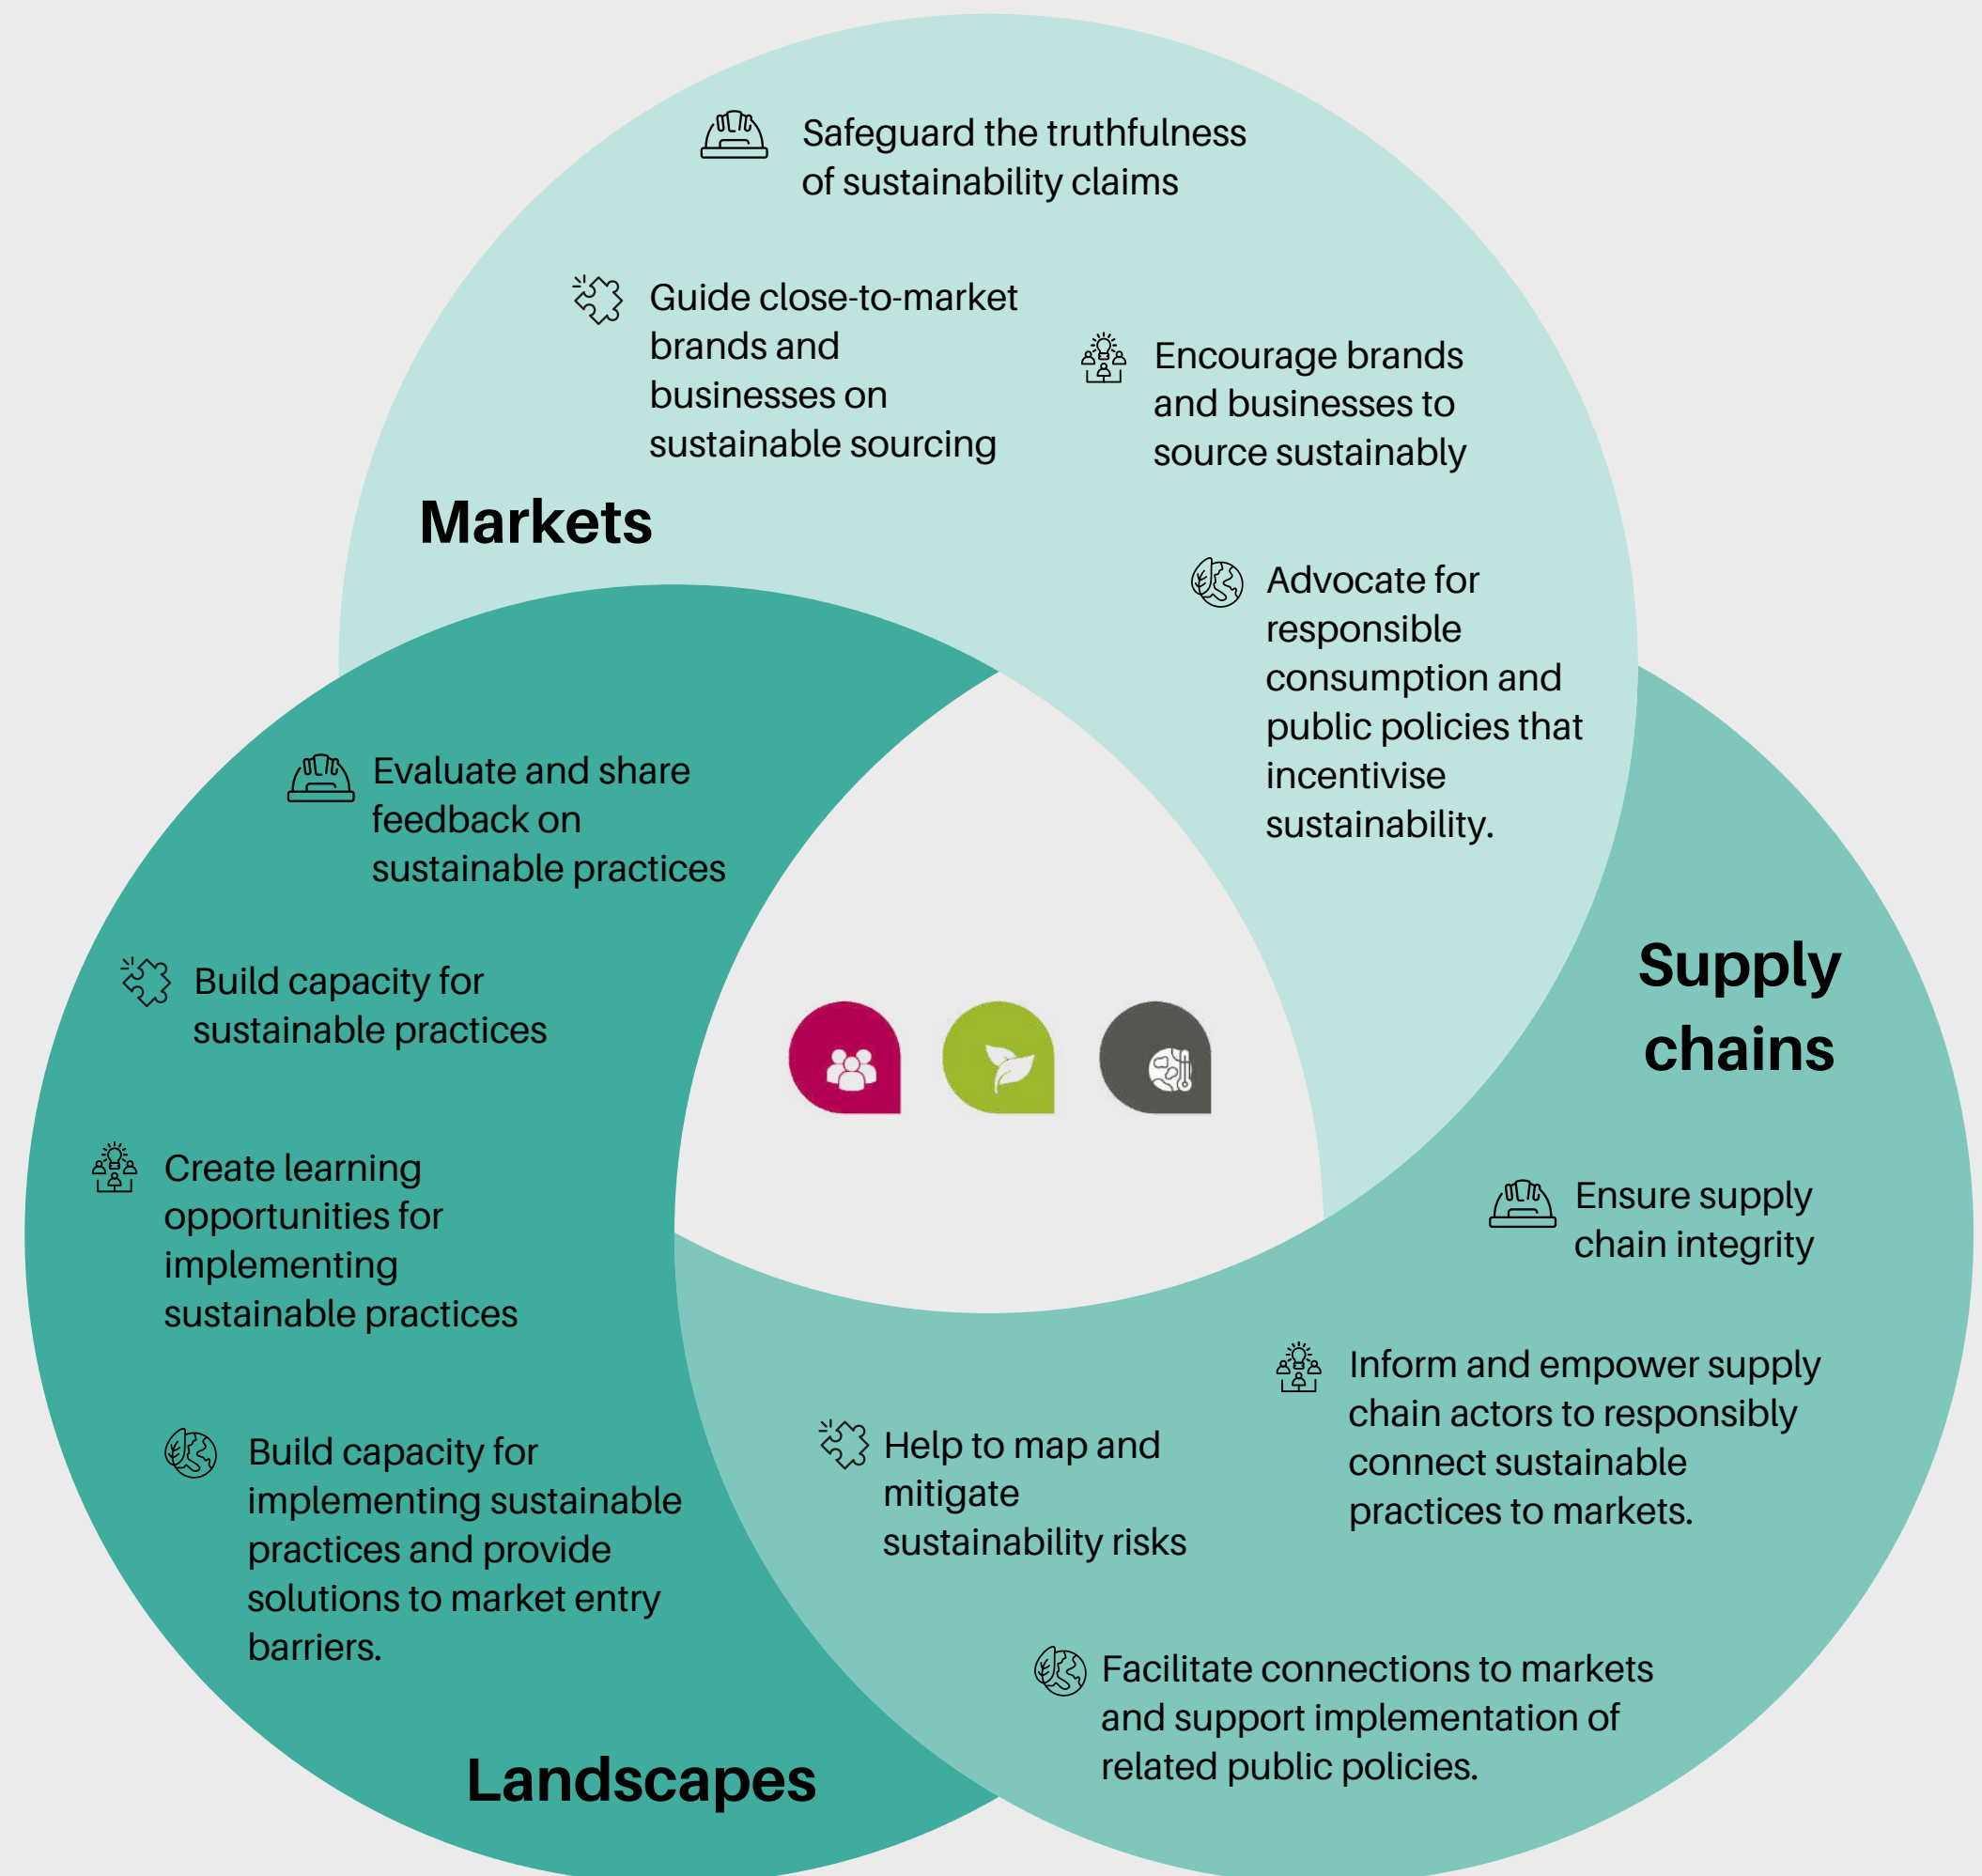 Safeguard the truthfulness
of sustainability claims
Guide close-to-market
brands and
businesses on
sustainable sourcing
Encourage brands
and businesses to
source sustainably
Markets
Advocate for
responsible
consumption and
public policies that
incentivise
sustainability.
Evaluate and share
feedback on
sustainable practices
Build capacity for
sustainable practices
Create learning
opportunities for
implementing
sustainable practices
Build capacity for
implementing sustainable
practices and provide
solutions to market entry
barriers.
Landscapes
Supply
chains
Ensure supply
chain integrity
Inform and empower supply
chain actors to responsibly
connect sustainable
practices to markets.
Help to map and
mitigate
sustainability risks
Facilitate connections to markets
and support implementation of
related public policies.